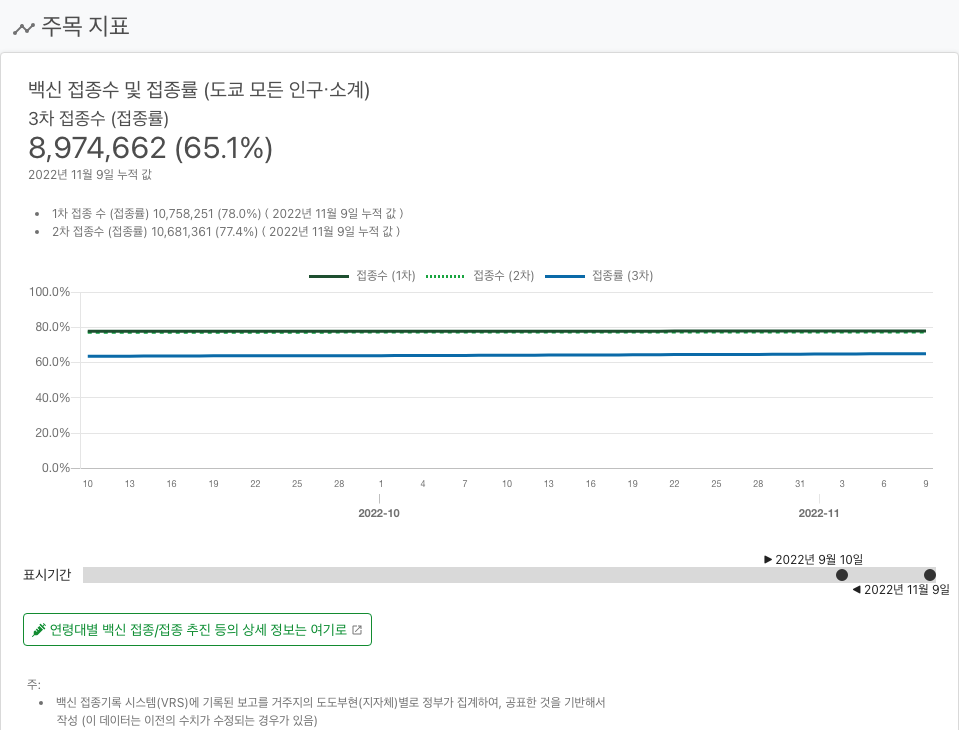 주목 지표
백신 접종수 및 접종률 (도쿄 모든 인구·소계)
3차 접종수 (접종률)
8,974,662 (65.1%)
2022년 11월 9일 누적 값
• 1차 접종 수 (접종률) 10,758,251 (78.0%) ( 2022년 11월 9일 누적 값 )
• 2차 접종수 (접종률) 10,681,361 (77.4%) ( 2022년 11월 9일 누적 값 )
접종수 (1차) 접종수 (2차) 접종률 (3차)
100.0%
80.0%
60.0%
40.0%
20.0%
0.0%
10 13 16 19 22 25 28 1 4 7 10 13 16 19 22 25 28 31 3 6 9
2022-10 2022-11
▶ 2022년 9월 10일
표시기간
◀ 2022년 11월 9일
연령대별 백신 접종/접종 추진 등의 상세 정보는 여기로
주:
• 백신 접종기록 시스템(VRS)에 기록된 보고를 거주지의 도도부현(지자체)별로 정부가 집계하여, 공표한 것을 기반해서
작성 (이 데이터는 이전의 수치가 수정되는 경우가 있음)